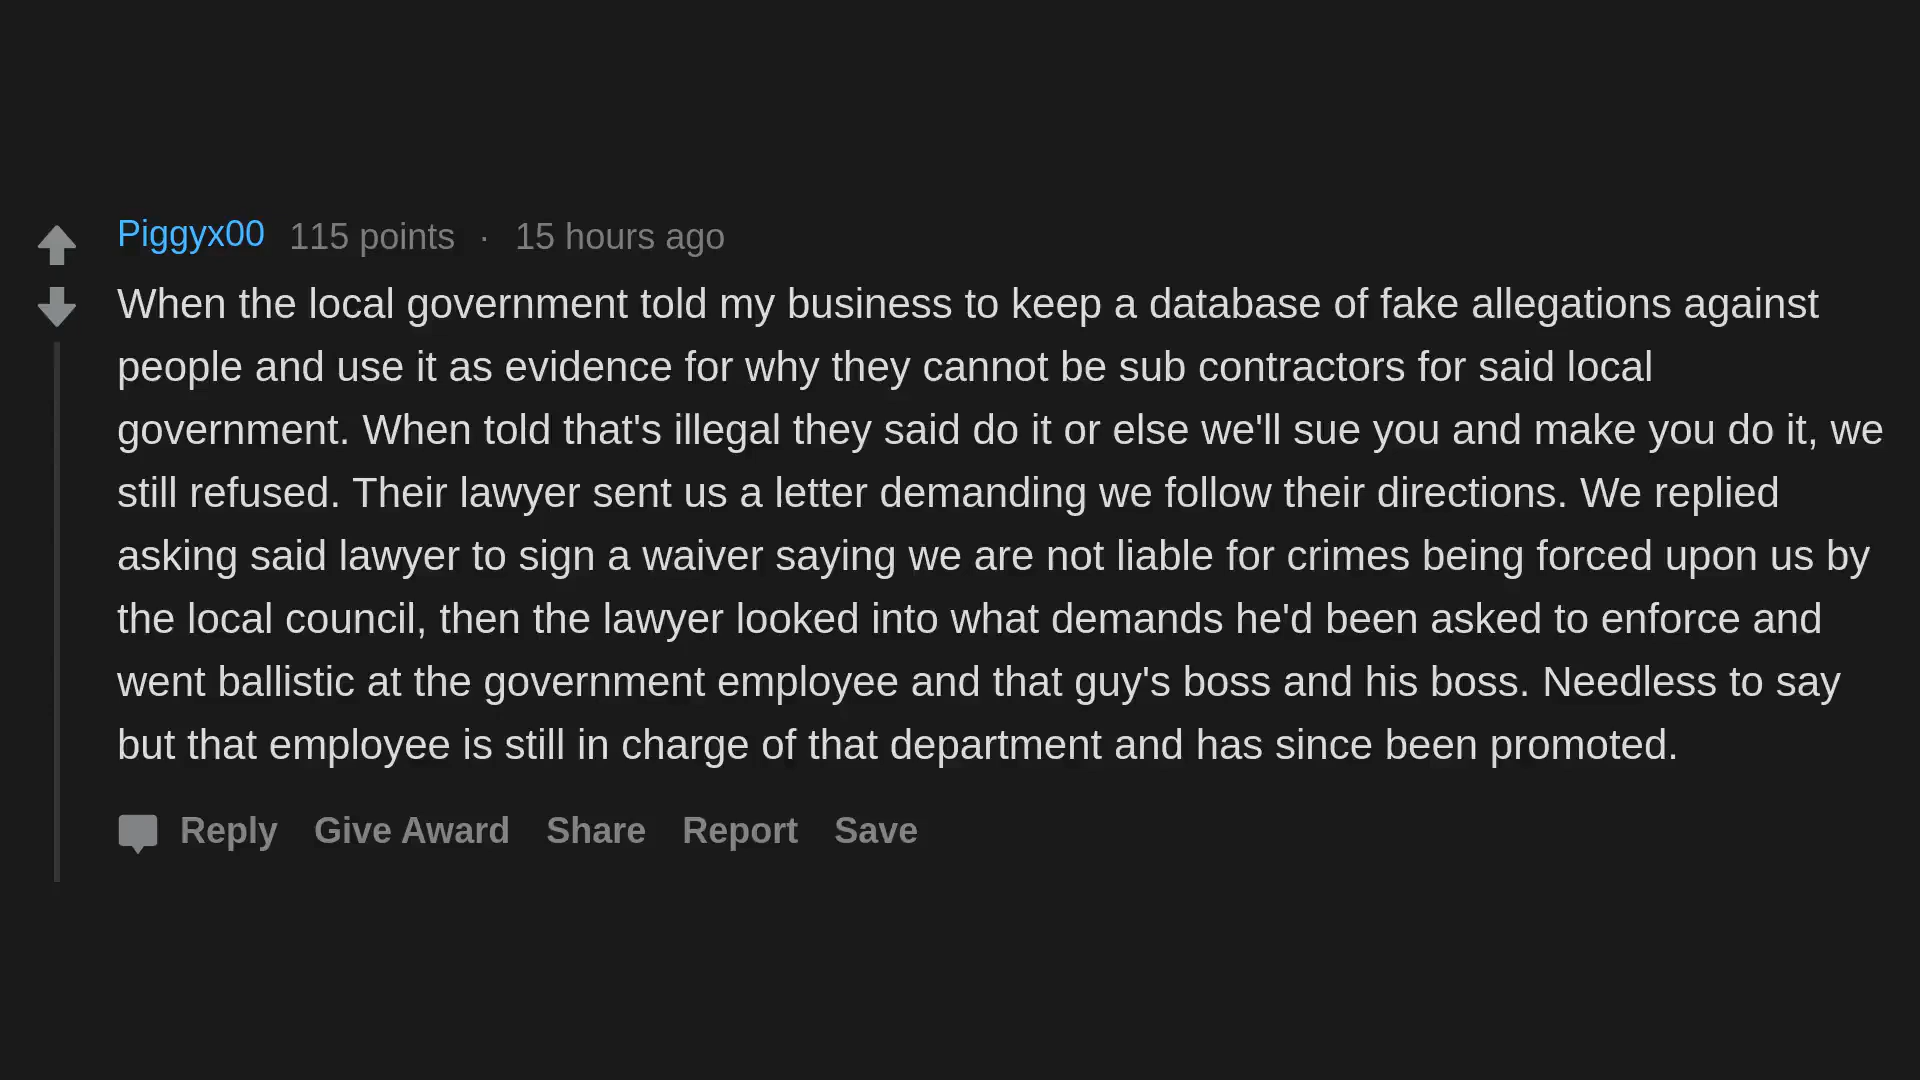 Piggyx00 115 points · 15 hours ago
When the local government told my business to keep a database of fake allegations against
people and use it as evidence for why they cannot be sub contractors for said local
government. When told that's illegal they said do it or else we'll sue you and make you do it, we
still refused. Their lawyer sent us a letter demanding we follow their directions. We replied
asking said lawyer to sign a waiver saying we are not liable for crimes being forced upon us by
the local council, then the lawyer looked into what demands he'd been asked to enforce and
went ballistic at the government employee and that guy's boss and his boss. Needless to say
but that employee is still in charge of that department and has since been promoted.
Reply Give Award Share Report Save